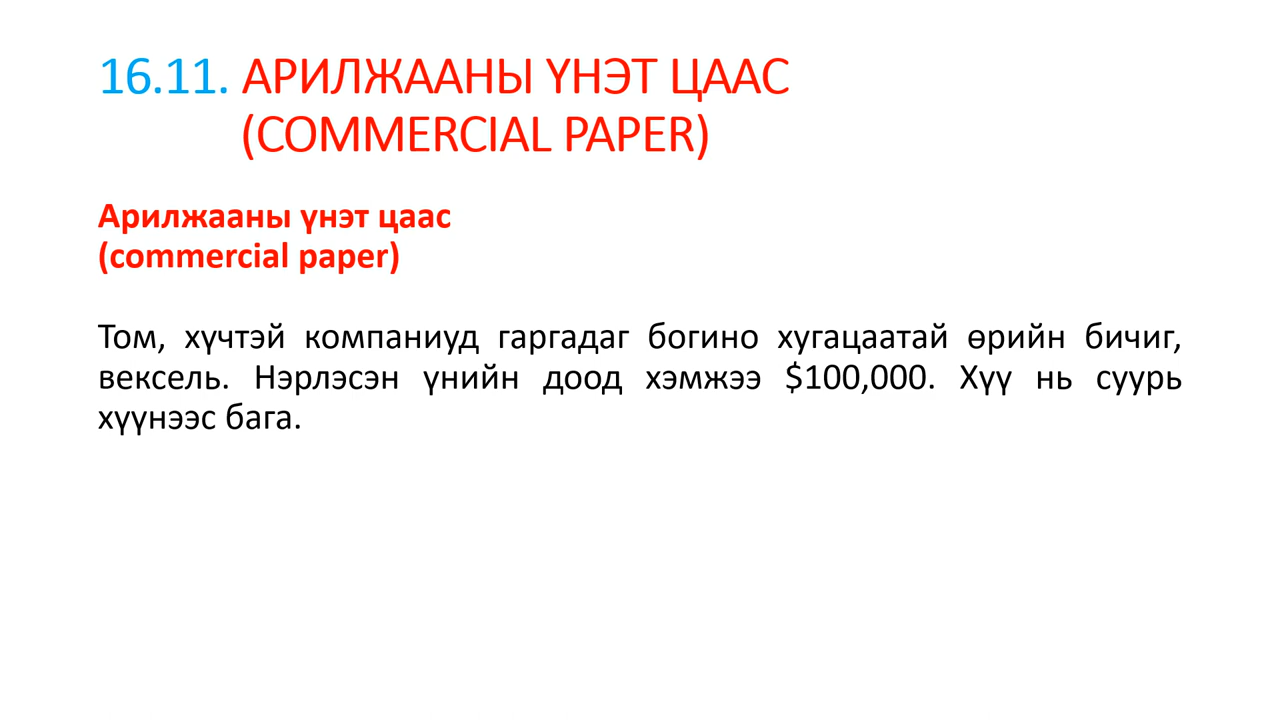 16.11. АРИЛЖААНЫ ҮНЭТ ЦААС
(COMMERCIAL PAPER)
Арилжааны үнэт цаас
(commercial paper)
Том, хүчтэй компаниуд гаргадаг богино хугацаатай өрийн бичиг,
вексель. Нэрлэсэн үнийн доод хэмжээ $100,000. Хүү нь суурь
хүүнээс бага.